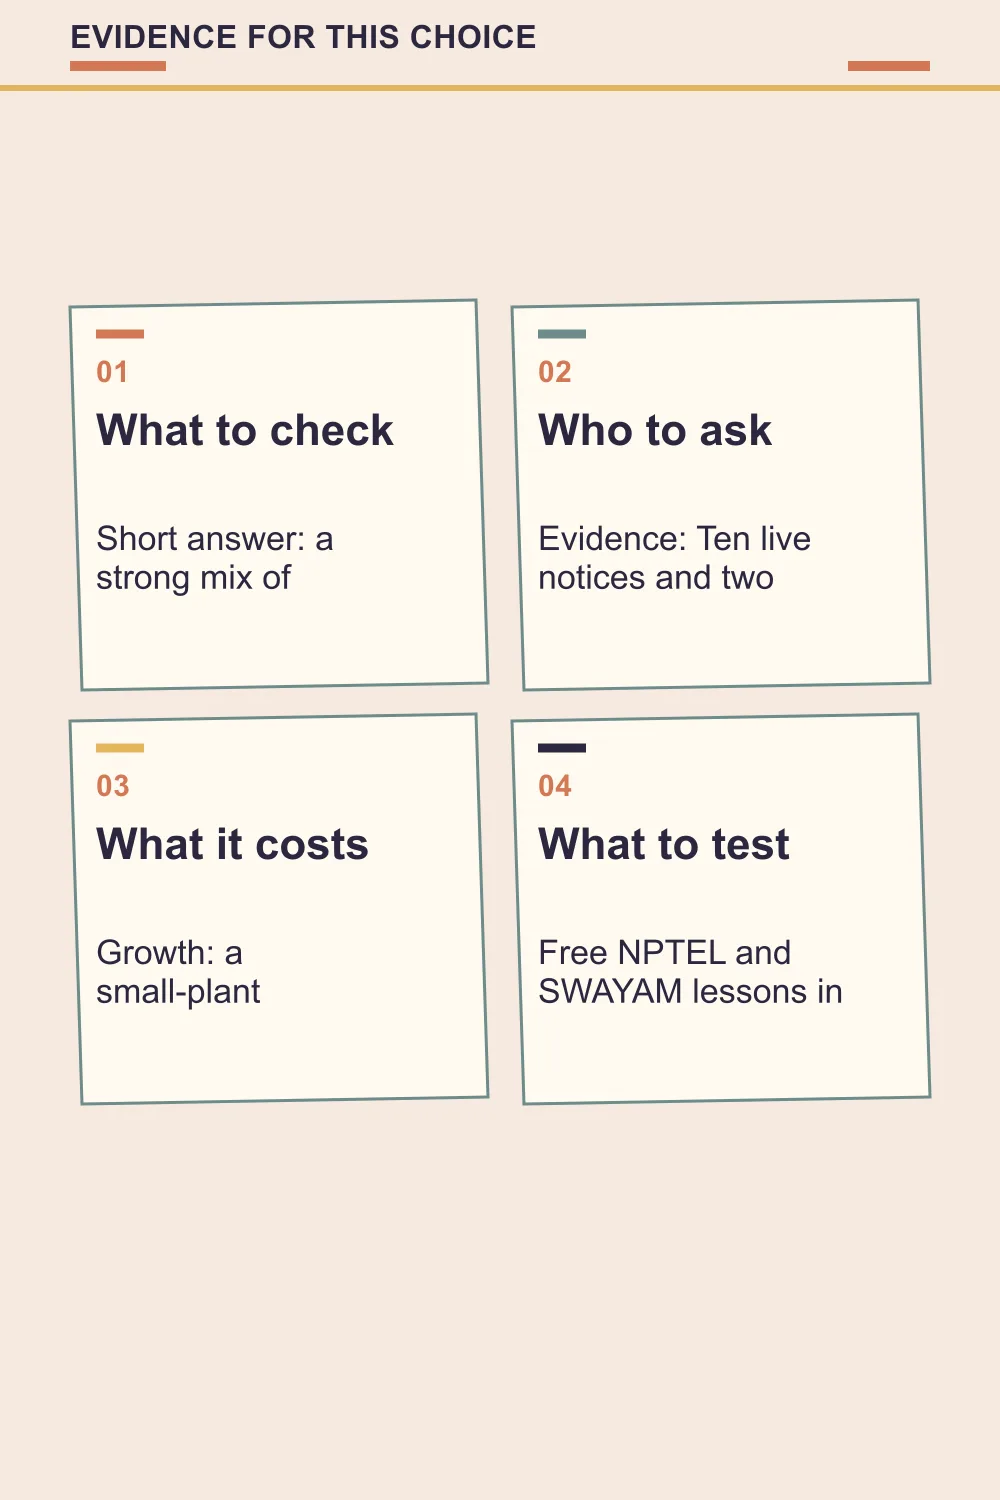 EVIDENCE FOR THIS CHOICE
01
What to check
Short answer: a
strong mix of
02
Who to ask
Evidence: Ten live
notices and two
03
What it costs
Growth: a
small-plant
04
What to test
Free NPTEL and
SWAYAM lessons in